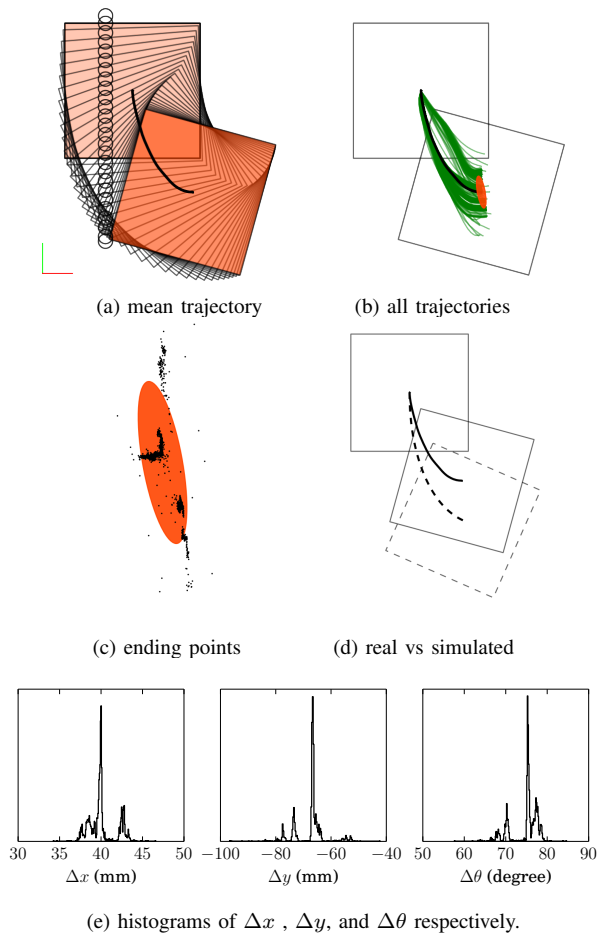 (a) mean trajectory
(b) all trajectories
(c) ending points
(d) real vs simulated
30 35 40 45 50
Δx (mm)
−100 −80 −60 −40
Δy (mm)
50 60 70 80 90
Δθ (degree)
(e) histograms of Δx , Δy, and Δθ respectively.